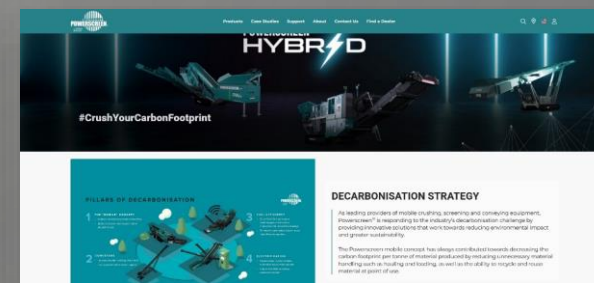 POWERSCREEN
Products Case Studies Support About Contact Us Find a Dealer
POWERSCREEN
HYBRID
#CrushYourCarbonFootprint
PILLARS OF DECARBONISATION
1
2
3
4
DECARBONISATION STRATEGY
As leading providers of mobile crushing, screening and conveying equipment,
Powerscreen® is responding to the industry's decarbonisation challenge by
providing innovative solutions that work towards reducing environmental impact
and greater sustainability.
The Powerscreen mobile concept has always contributed towards decreasing the
carbon footprint per tonne of material produced by reducing unnecessary material
handling such as hauling and loading, as well as the ability to recycle and reuse
material at point of use.